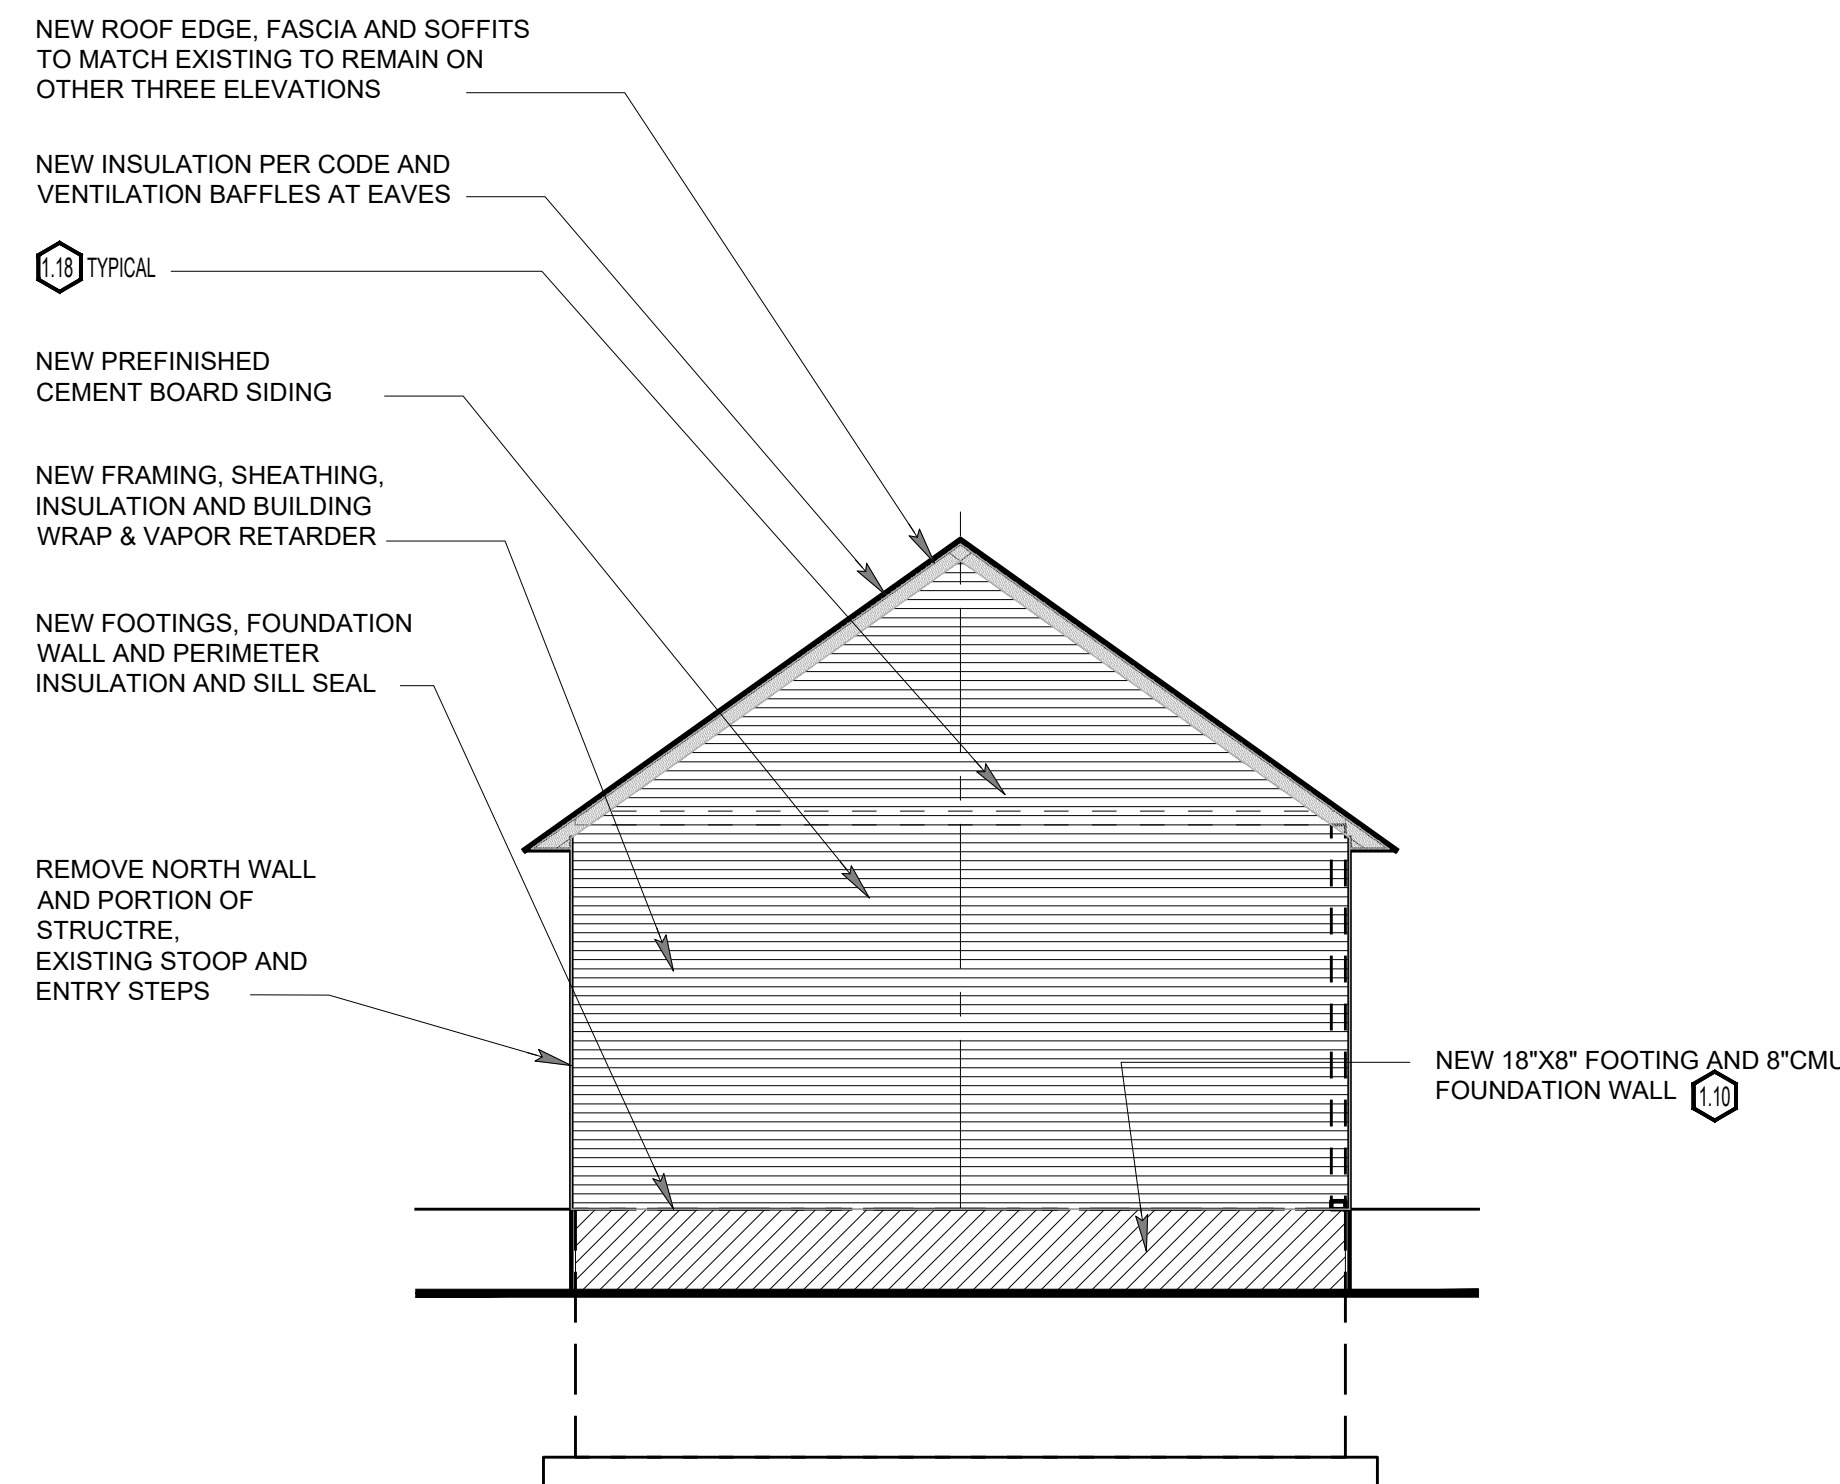 NEW ROOF EDGE, FASCIA AND SOFFITS
TO MATCH EXISTING TO REMAIN ON
OTHER THREE ELEVATIONS
NEW INSULATION PER CODE AND
VENTILATION BAFFLES AT EAVES
1.18 TYPICAL
NEW PREFINISHED
CEMENT BOARD SIDING
NEW FRAMING, SHEATHING,
INSULATION AND BUILDING
WRAP & VAPOR RETARDER
NEW FOOTINGS, FOUNDATION
WALL AND PERIMETER
INSULATION AND SILL SEAL
REMOVE NORTH WALL
AND PORTION OF
STRUCTRE,
EXISTING STOOP AND
ENTRY STEPS
NEW 18"X8" FOOTING AND 8"CMU
FOUNDATION WALL 1.10